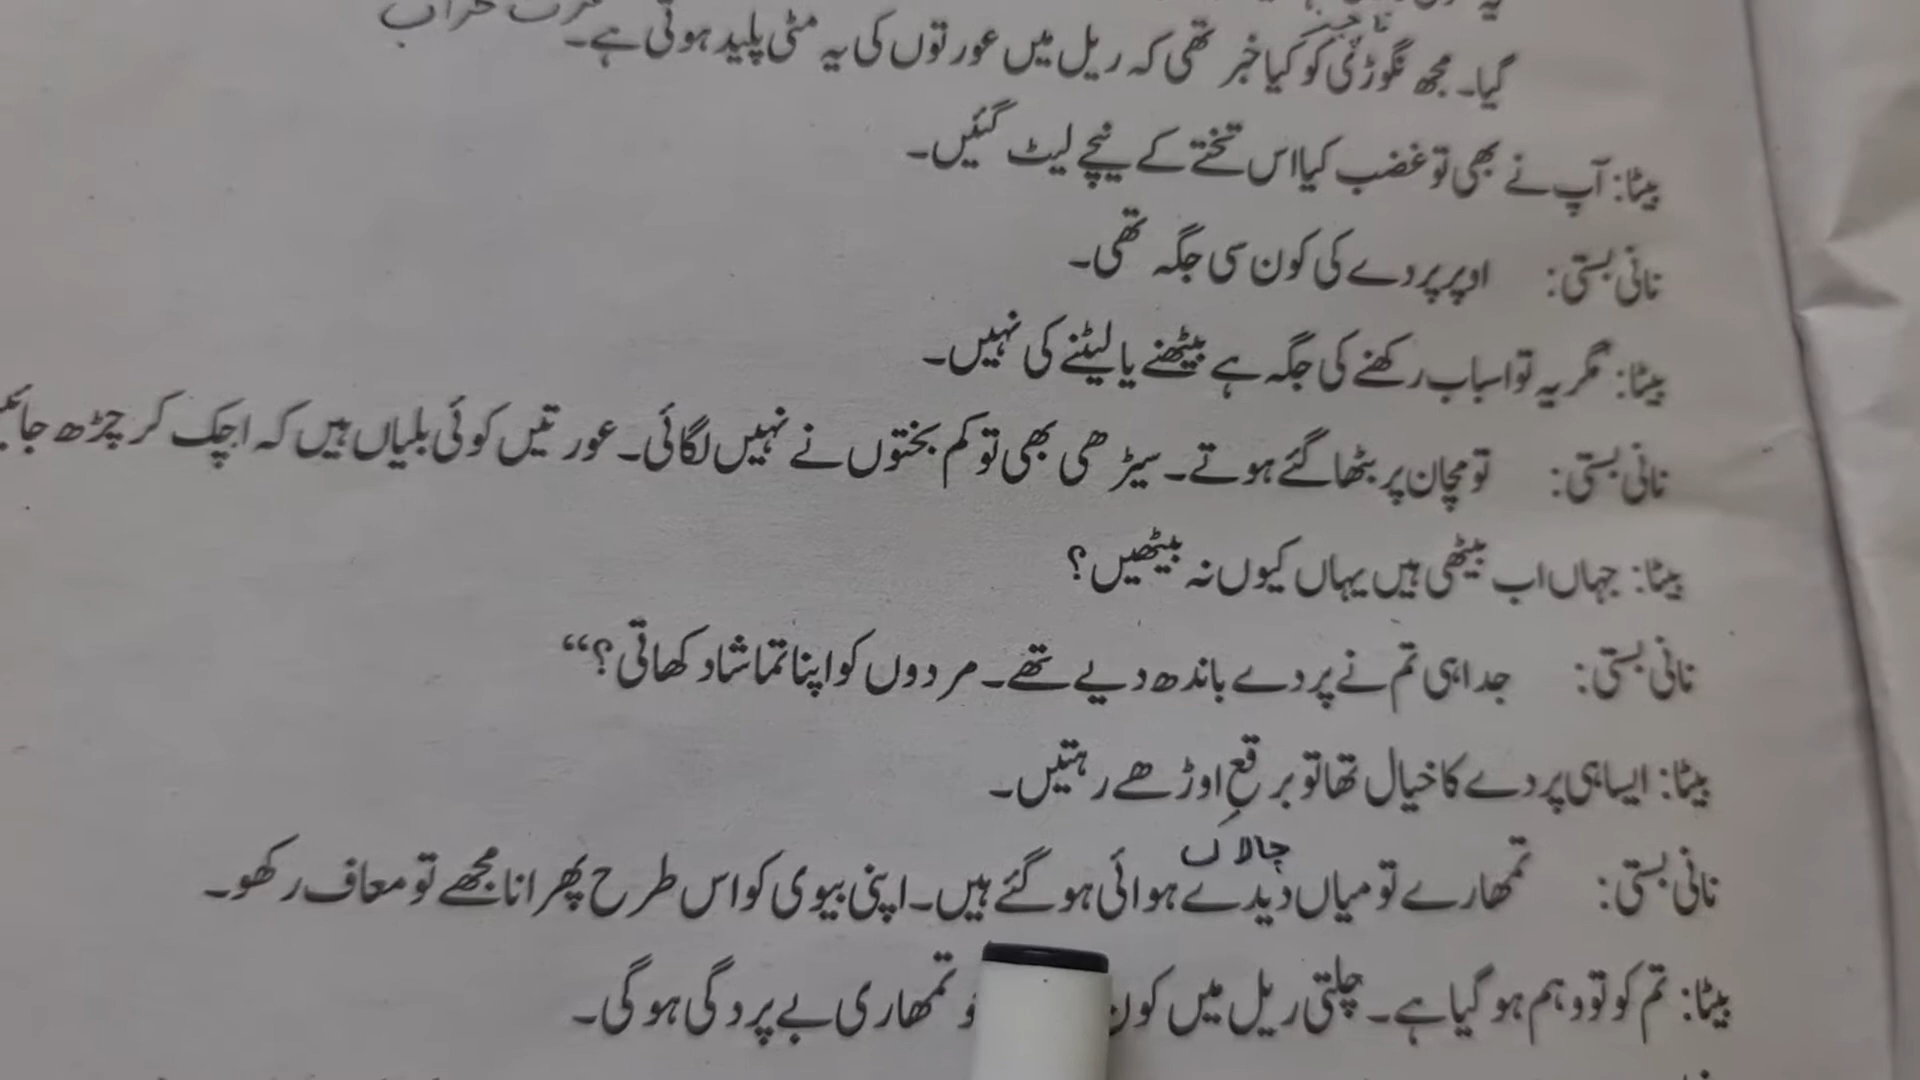 گیا۔ مجھ نگوڑی کو کیا خبر تھی کہ ریل میں عورتوں کی یہ مٹی پلید ہوتی ہے۔
بیٹا: آپ نے بھی تو غضب کیا اس تختے کے نیچے لیٹ گئیں۔
نانی بستی: اوپر پردے کی کون سی جگہ تھی۔
بیٹا: مگر یہ تو اسباب رکھنے کی جگہ ہے بیٹھنے یا لیٹنے کی نہیں۔
نانی بستی: تو مچان پر بٹھا گئے ہوتے۔ سیڑھی بھی تو کم بختوں نے نہیں لگائی۔ عورتیں کوئی بلیاں ہیں کہ اچک کر چڑھ
بیٹا: جہاں اب بیٹھی ہیں یہاں کیوں نہ بیٹھیں؟
نانی بستی: جدا ہی تم نے پردے باندھ دیے تھے۔ مردوں کو اپنا تماشا دکھاتی؟“
بیٹا: ایسا ہی پردے کا خیال تھا تو برقع اوڑھے رہتیں۔
نانی بستی: تمھارے تو میاں دیدے ہوائی ہو گئے ہیں۔ اپنی بیوی کو اس طرح پھرانا مجھے تو معاف رکھو۔
بیٹا: تم کو تو وہم ہو گیا ہے۔ چلتی ریل میں کون تمھاری بے پردگی ہو گی۔